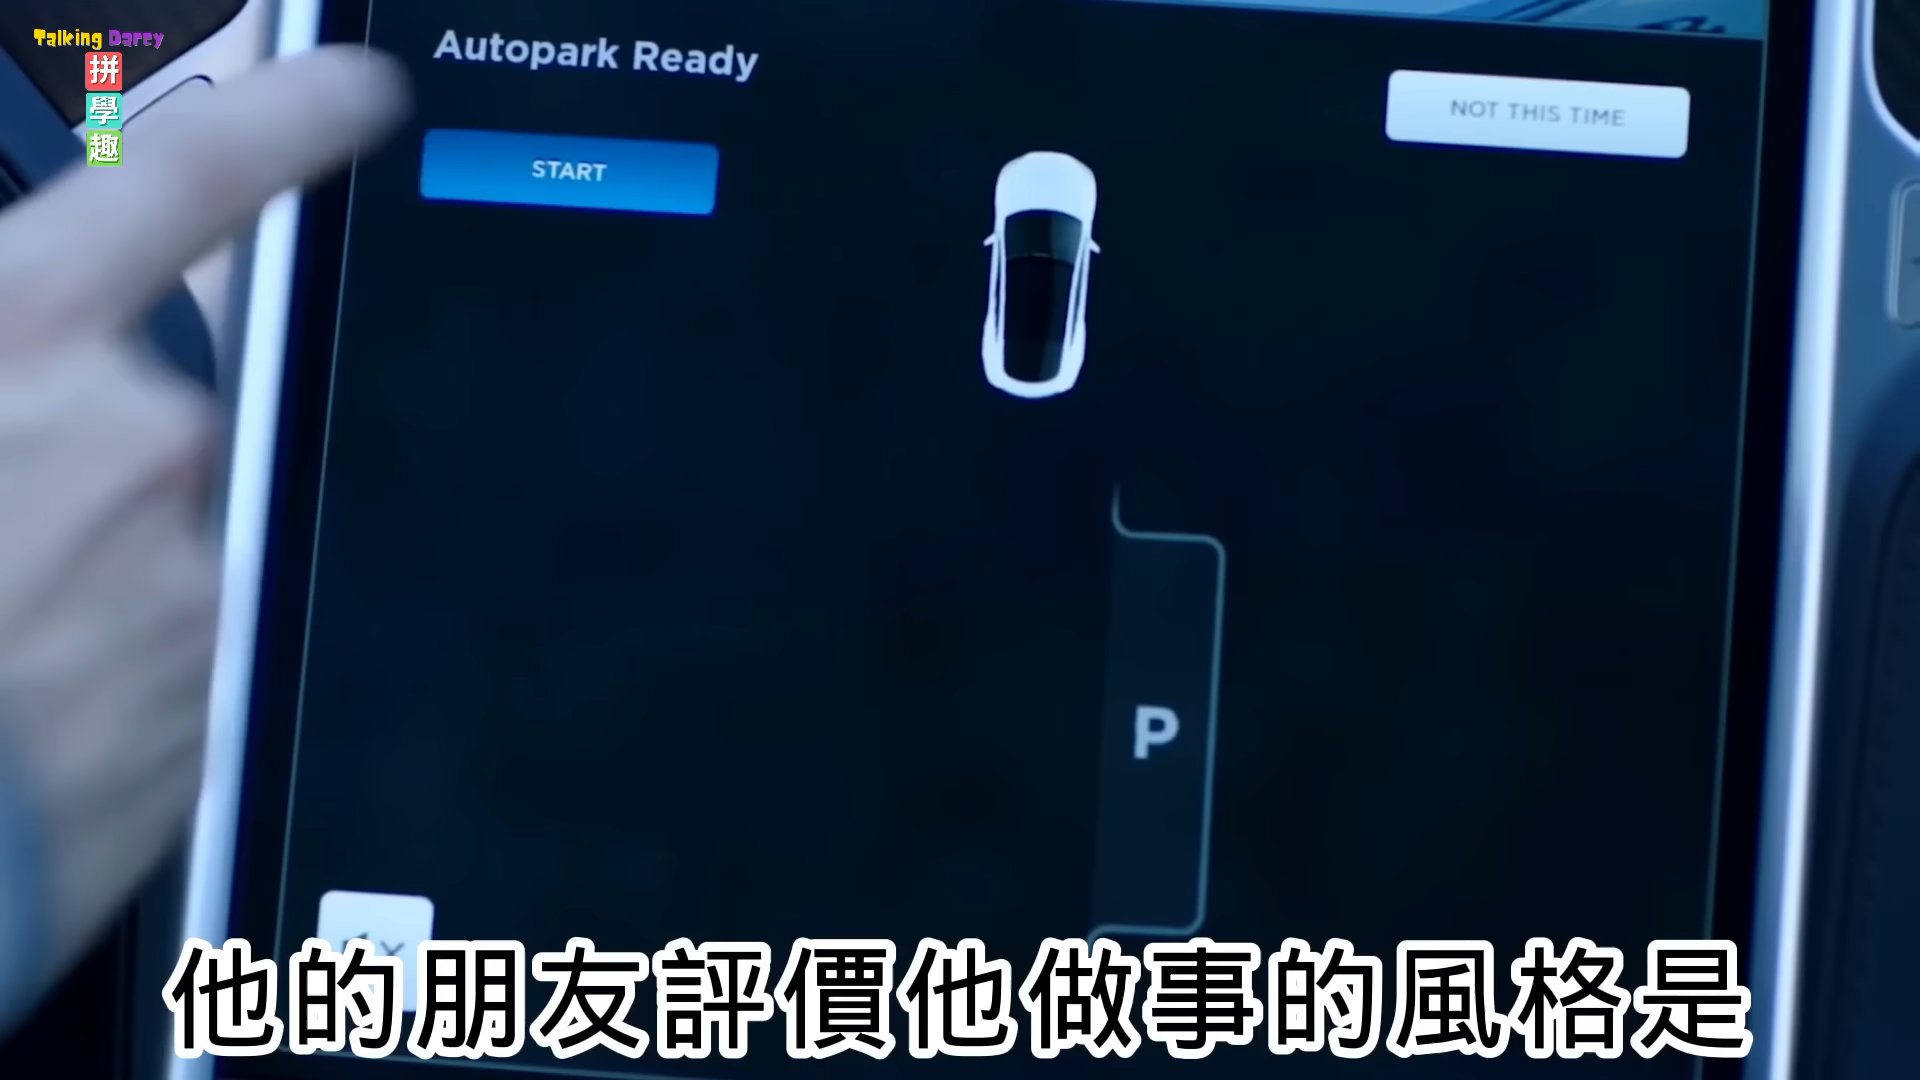 Talking Darcy
拼
學
趣
Autopark Ready
NOT THIS TIME
START
P
他的朋友評價他做事的風格是